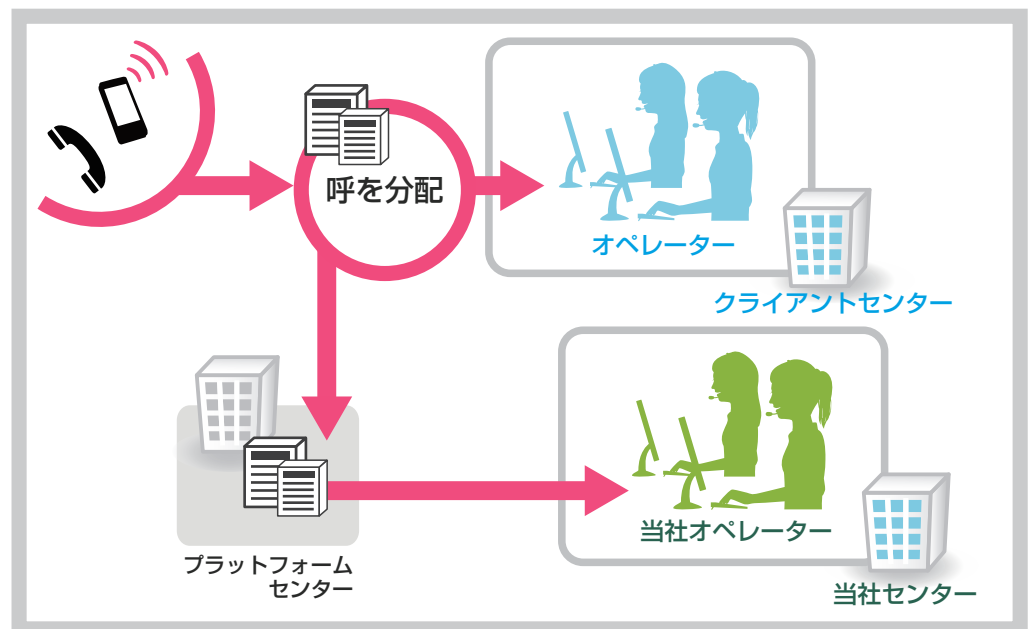 呼を分配
オペレーター
クライアントセンター
当社オペレーター
プラットフォーム
センター
当社センター